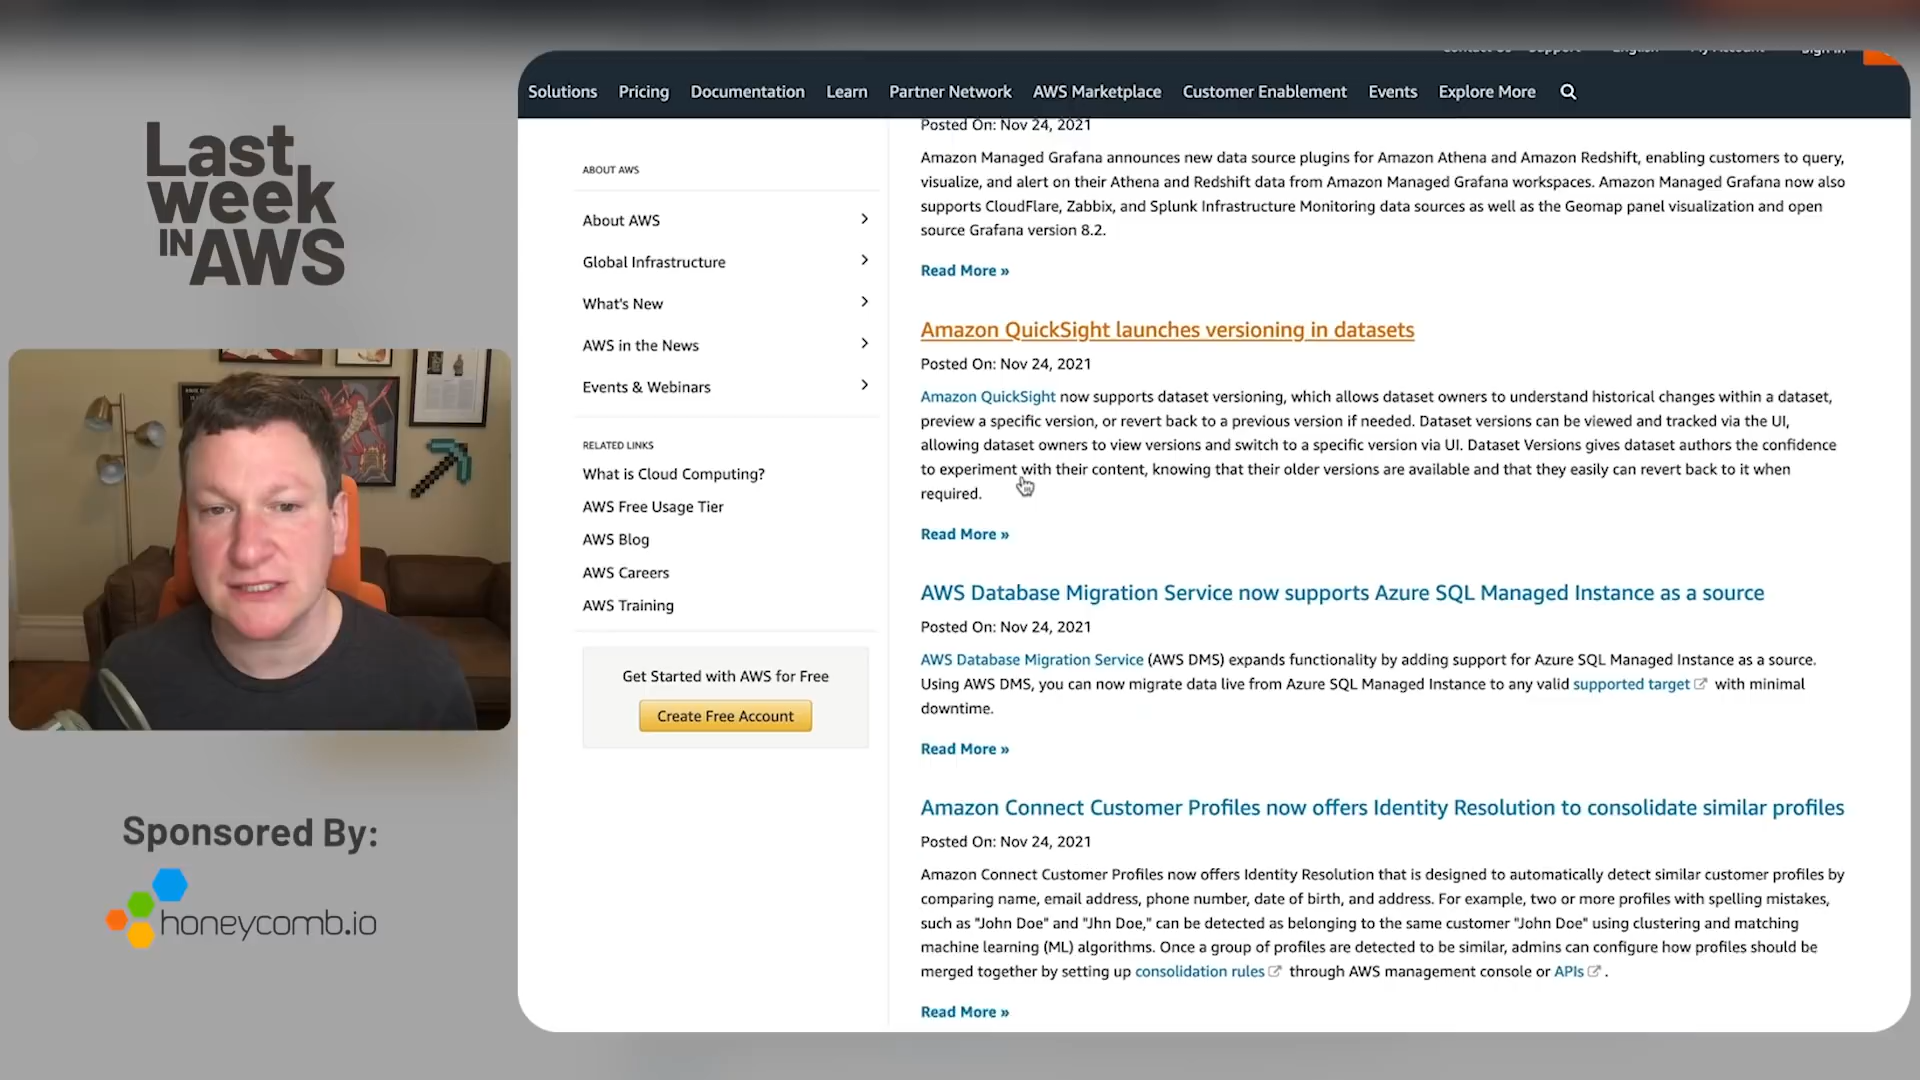 Contact Us Support English My Account Sign In
Solutions Pricing Documentation Learn Partner Network AWS Marketplace Customer Enablement Events Explore More
Last
week
IN AWS
Sponsored By:
honeycomb.io
ABOUT AWS
About AWS
Global Infrastructure
What's New
AWS in the News
Events & Webinars
RELATED LINKS
What is Cloud Computing?
AWS Free Usage Tier
AWS Blog
AWS Careers
AWS Training
Get Started with AWS for Free
Create Free Account
Posted On: Nov 24, 2021
Amazon Managed Grafana announces new data source plugins for Amazon Athena and Amazon Redshift, enabling customers to query,
visualize, and alert on their Athena and Redshift data from Amazon Managed Grafana workspaces. Amazon Managed Grafana now also
supports CloudFlare, Zabbix, and Splunk Infrastructure Monitoring data sources as well as the Geomap panel visualization and open
source Grafana version 8.2.
Read More »
Amazon QuickSight launches versioning in datasets
Posted On: Nov 24, 2021
Amazon QuickSight now supports dataset versioning, which allows dataset owners to understand historical changes within a dataset,
preview a specific version, or revert back to a previous version if needed. Dataset versions can be viewed and tracked via the UI,
allowing dataset owners to view versions and switch to a specific version via UI. Dataset Versions gives dataset authors the confidence
to experiment with their content, knowing that their older versions are available and that they easily can revert back to it when
required.
Read More »
AWS Database Migration Service now supports Azure SQL Managed Instance as a source
Posted On: Nov 24, 2021
AWS Database Migration Service (AWS DMS) expands functionality by adding support for Azure SQL Managed Instance as a source.
Using AWS DMS, you can now migrate data live from Azure SQL Managed Instance to any valid supported target with minimal
downtime.
Read More »
Amazon Connect Customer Profiles now offers Identity Resolution to consolidate similar profiles
Posted On: Nov 24, 2021
Amazon Connect Customer Profiles now offers Identity Resolution that is designed to automatically detect similar customer profiles by
comparing name, email address, phone number, date of birth, and address. For example, two or more profiles with spelling mistakes,
such as "John Doe" and "Jhn Doe," can be detected as belonging to the same customer "John Doe" using clustering and matching
machine learning (ML) algorithms. Once a group of profiles are detected to be similar, admins can configure how profiles should be
merged together by setting up consolidation rules through AWS management console or APIs .
Read More »